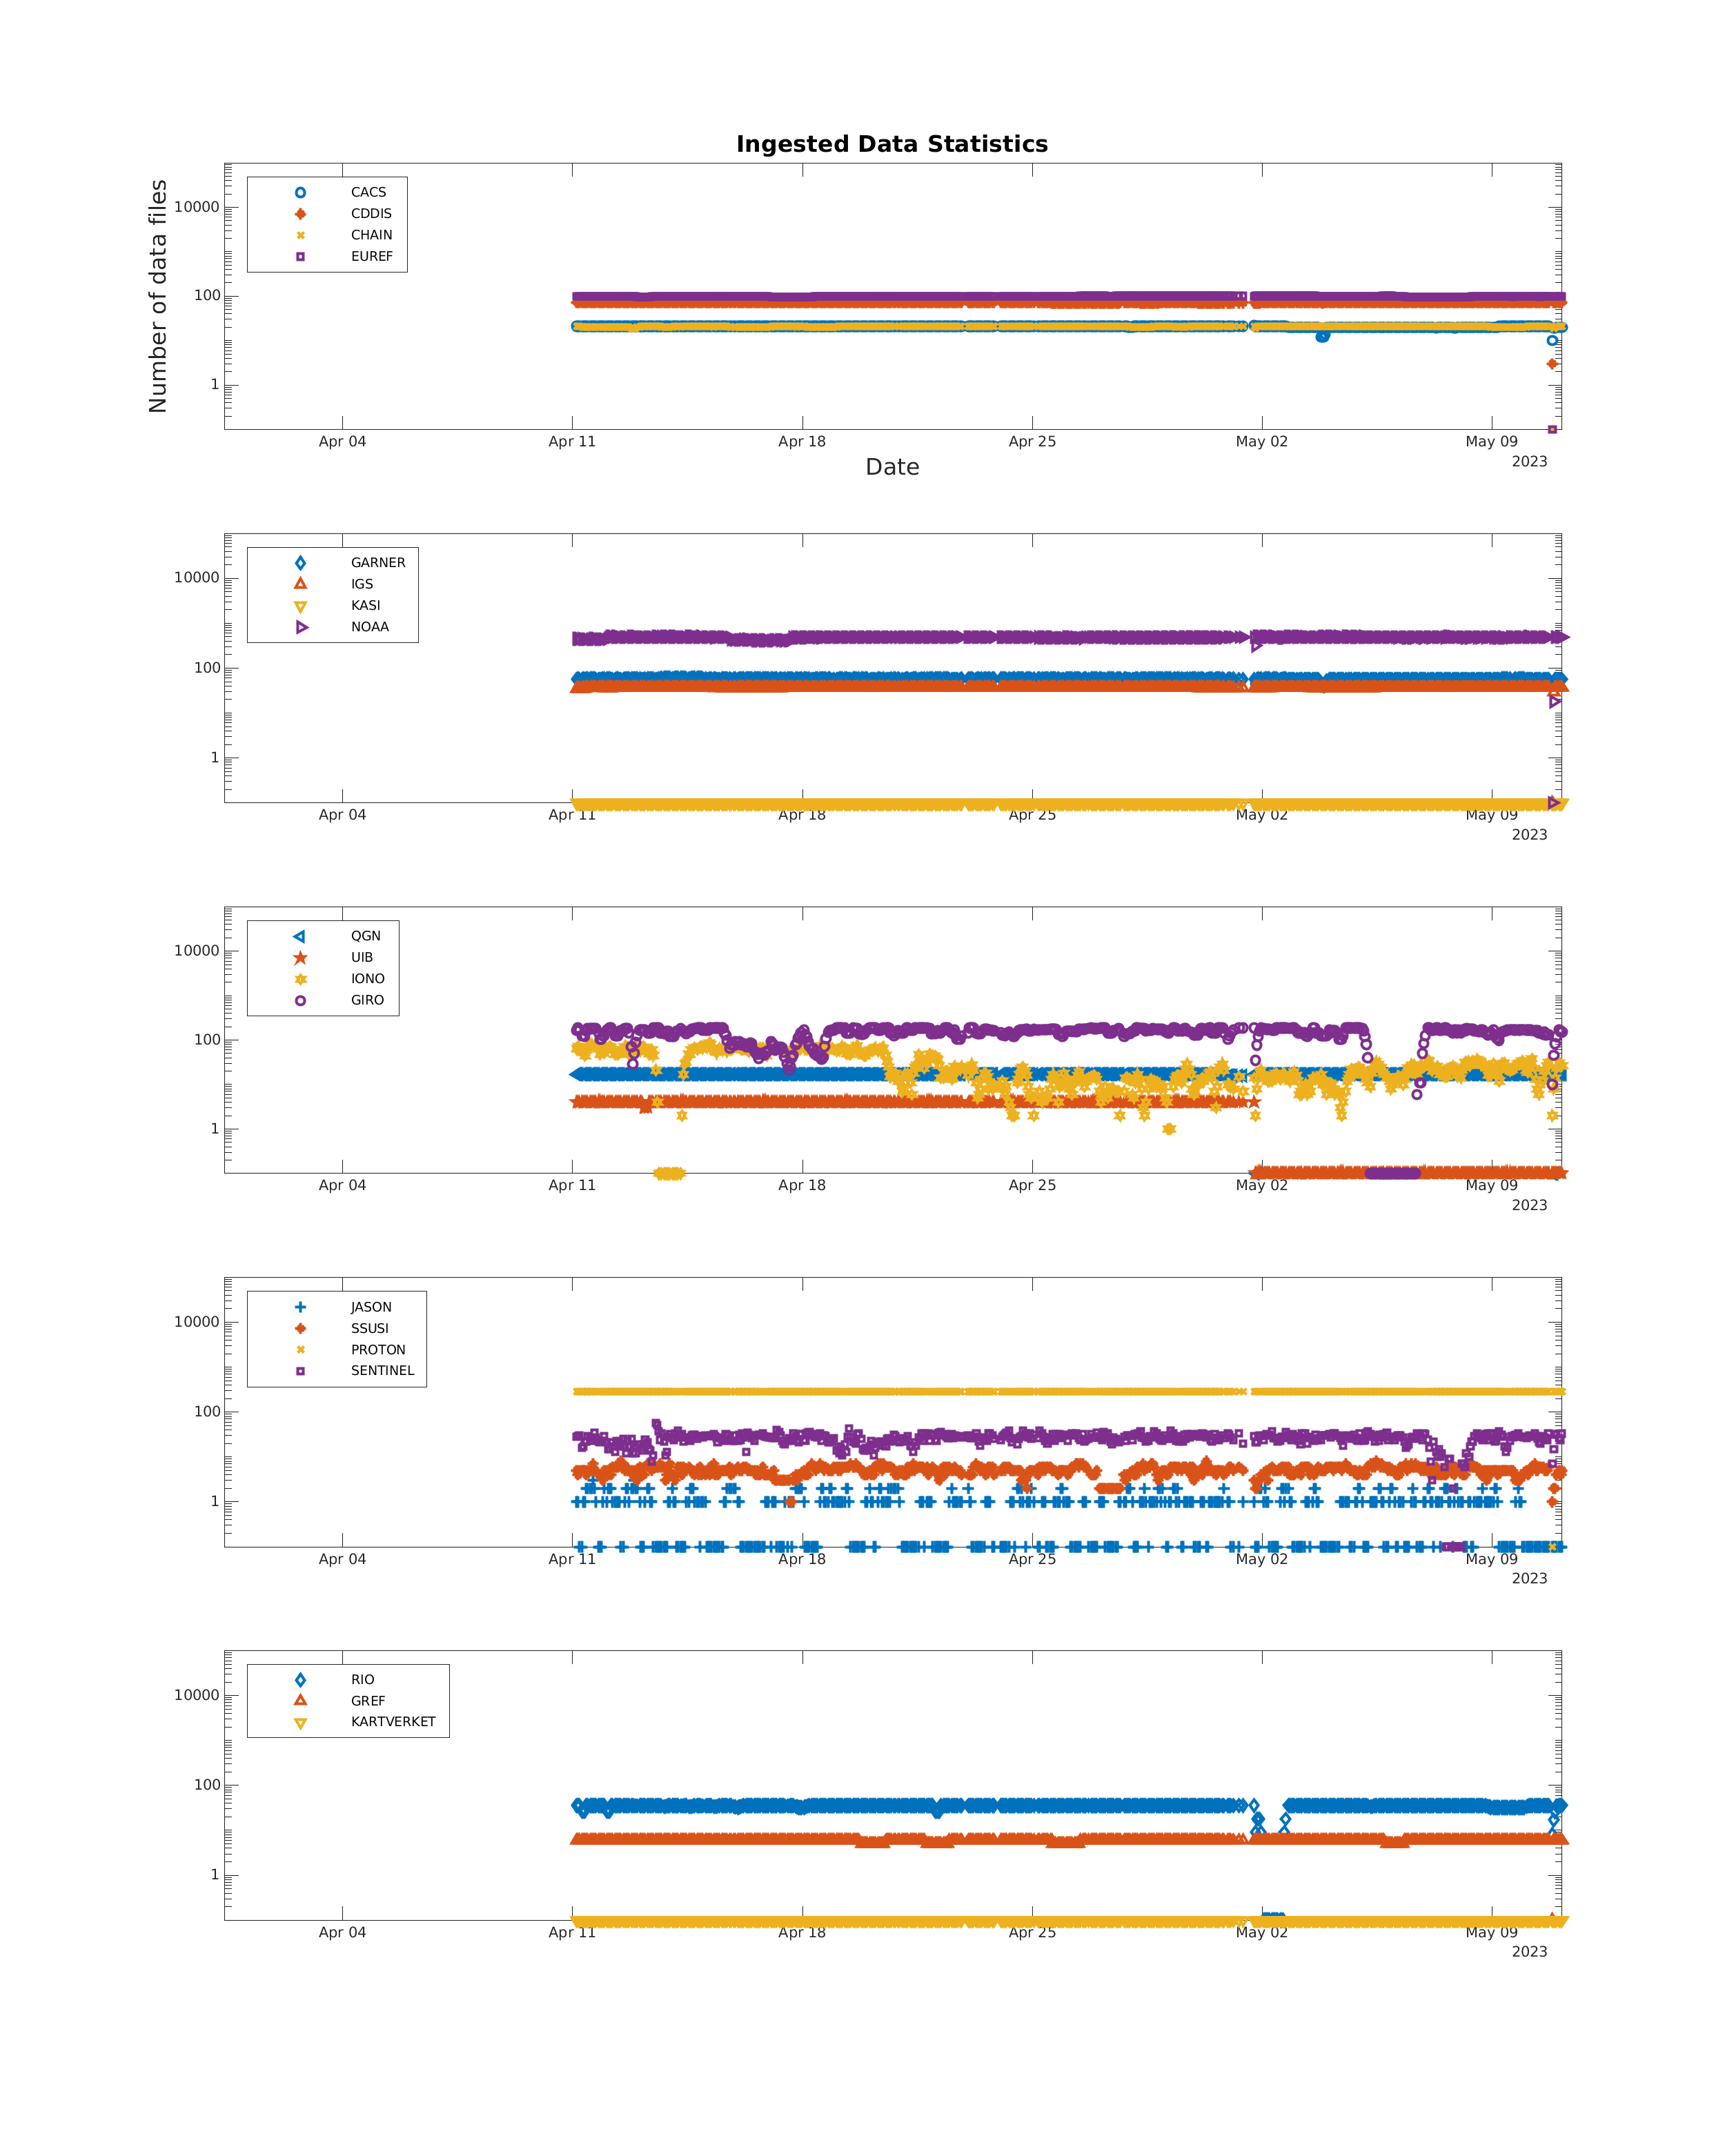 Ingested Data Statistics
Number of data files
10000
100
1
CACS
CDDIS
CHAIN
EUREF
Apr 04 Apr 11 Apr 18 Apr 25 May 02 May 09
2023
Date
10000
100
1
GARNER
IGS
KASI
NOAA
Apr 04 Apr 11 Apr 18 Apr 25 May 02 May 09
2023
10000
100
1
QGN
UIB
IONO
GIRO
Apr 04 Apr 11 Apr 18 Apr 25 May 02 May 09
2023
10000
100
1
JASON
SSUSI
PROTON
SENTINEL
Apr 04 Apr 11 Apr 18 Apr 25 May 02 May 09
2023
10000
100
1
RIO
GREF
KARTVERKET
Apr 04 Apr 11 Apr 18 Apr 25 May 02 May 09
2023